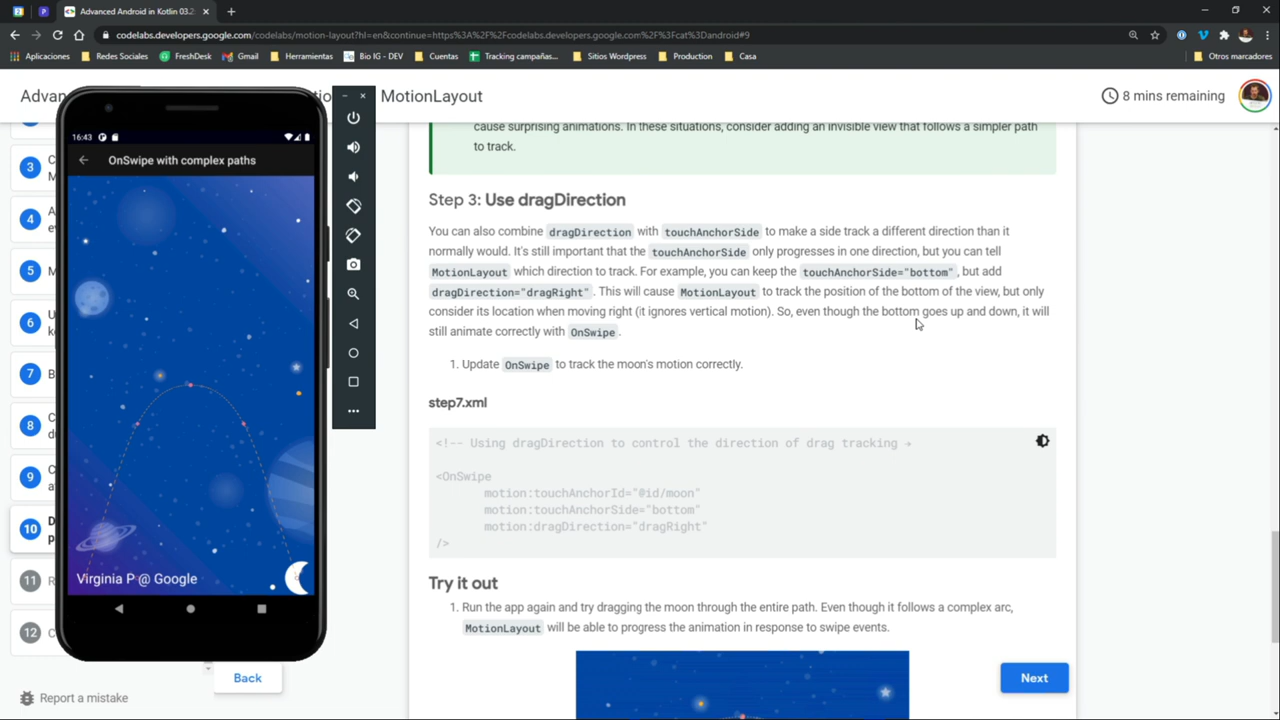 Advanced Android in Kotlin 03.2
codelabs.developers.google.com/codelabs/motion-layout?hl=en&continue=https%3A%2F%2Fcodelabs.developers.google.com%2F%3Fcat%3Dandroid#9
Aplicaciones
Redes Sociales
FreshDesk
Gmail
Herramientas
Bio IG - DEV
Cuentas
Tracking campañas...
Sitios Wordpress
Production
Casa
Otros marcadores
MotionLayout
8 mins remaining
cause surprising animations. In these situations, consider adding an invisible view that follows a simpler path
to track.
Step 3: Use dragDirection
You can also combine dragDirection with touchAnchorSide to make a side track a different direction than it
normally would. It's still important that the touchAnchorSide only progresses in one direction, but you can tell
MotionLayout which direction to track. For example, you can keep the touchAnchorSide="bottom", but add
dragDirection="dragRight". This will cause MotionLayout to track the position of the bottom of the view, but only
consider its location when moving right (it ignores vertical motion). So, even though the bottom goes up and down, it will
still animate correctly with OnSwipe.
1. Update OnSwipe to track the moon's motion correctly.
step7.xml
<!-- Using dragDirection to control the direction of drag tracking →
<OnSwipe
motion:touchAnchorId="@id/moon"
motion:touchAnchorSide="bottom"
motion:dragDirection="dragRight"
/>
Try it out
1. Run the app again and try dragging the moon through the entire path. Even though it follows a complex arc,
MotionLayout will be able to progress the animation in response to swipe events.
Back
Next
Report a mistake
3
4
5
6
7
8
9
10
11
12
16:43
OnSwipe with complex paths
Virginia P @ Google